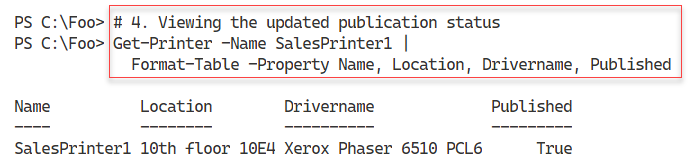 PS C:\Foo> # 4. Viewing the updated publication status
PS C:\Foo> Get-Printer -Name SalesPrinter1 |
Format-Table -Property Name, Location, Drivername, Published
Name Location Drivername Published
---- -------- ---------- ---------
SalesPrinter1 10th floor 10E4 Xerox Phaser 6510 PCL6 True